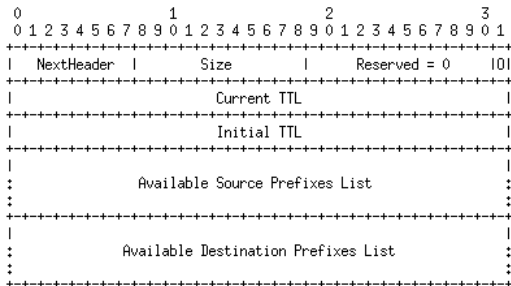 0                   1                   2                   3
 0 1 2 3 4 5 6 7 8 9 0 1 2 3 4 5 6 7 8 9 0 1 2 3 4 5 6 7 8 9 0 1
+-+-+-+-+-+-+-+-+-+-+-+-+-+-+-+-+-+-+-+-+-+-+-+-+-+-+-+-+-+-+-+-+
|   NextHeader  |        Size         |      Reserved = 0     |O|
+-+-+-+-+-+-+-+-+-+-+-+-+-+-+-+-+-+-+-+-+-+-+-+-+-+-+-+-+-+-+-+-+
|                          Current TTL                          |
+-+-+-+-+-+-+-+-+-+-+-+-+-+-+-+-+-+-+-+-+-+-+-+-+-+-+-+-+-+-+-+-+
|                          Initial TTL                          |
+-+-+-+-+-+-+-+-+-+-+-+-+-+-+-+-+-+-+-+-+-+-+-+-+-+-+-+-+-+-+-+-+
|                                                               |
:                Available Source Prefixes List                 :
:                                                               :
+-+-+-+-+-+-+-+-+-+-+-+-+-+-+-+-+-+-+-+-+-+-+-+-+-+-+-+-+-+-+-+-+
|                                                               |
:              Available Destination Prefixes List              :
:                                                               :
+-+-+-+-+-+-+-+-+-+-+-+-+-+-+-+-+-+-+-+-+-+-+-+-+-+-+-+-+-+-+-+-+